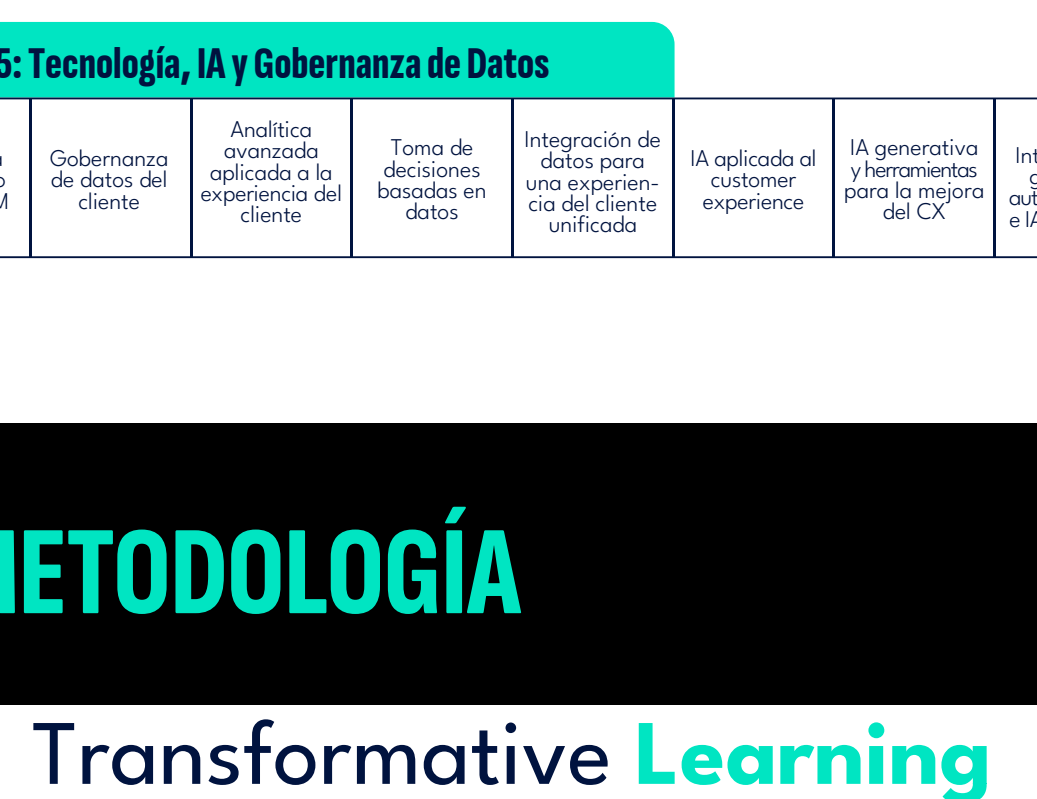 5: Tecnología, IA y Gobernanza de Datos
Gobernanza
de datos del
cliente
Analítica
avanzada
aplicada a la
experiencia del
cliente
Toma de
decisiones
basadas en
datos
Integración de
datos para
una experien-
cia del cliente
unificada
IA aplicada al
customer
experience
IA generativa
y herramientas
para la mejora
del CX
e IA
METODOLOGÍA
Transformative Learning